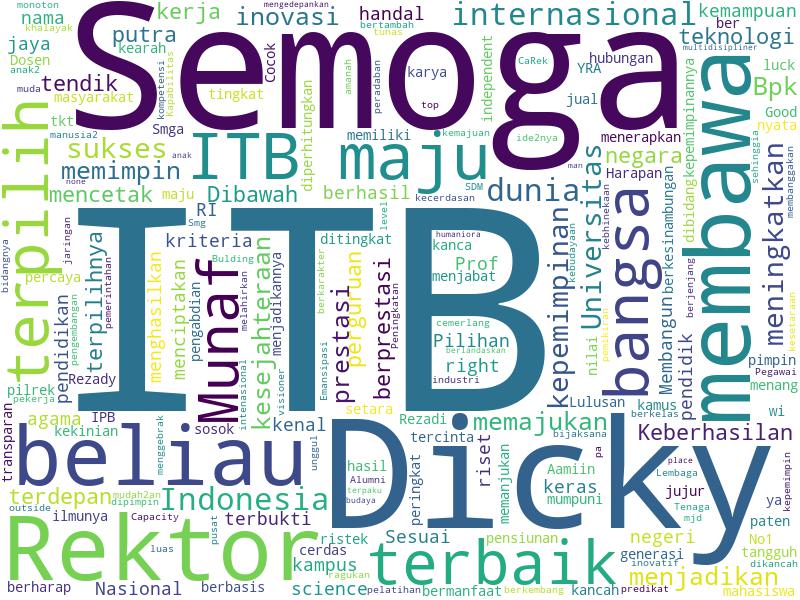 monoton
khalayak
kerja
mengedepankan
inovasi
handal
bertambah
tunas
internasional
kemampuan
ber
teknologi
multidisipliner
nama
jaya
putra
kearah
Dosen
anak2
Semoga
Cocok
kompetensi
Kapabilitas
tendik
masyarakat
tingkat
muda
tkt
manusia2
Smga
diperhitungkan
amanah
peradaban
karya
top
independent
CaRek
YRA
hubungan
jual
ide2nya
menerapkan
luck
Bpk
Good
nyata
kepemimpinannya
dibidang
sukses
memimpin
anak
none
ITB maju
memiliki
kemajuan
man
SDM
kecerdasan
negara
Harapan
terpilih
mencetak
maju
Dibawah
berhasil
dunia
Universitas
kebhinekaan
bangsa
membawa
sehinggia
membanggakan
meningkatkan
berkesinambungan
Membangun
pendidik
berjenjang
kesetaraan
bidangnya
jaringan
Smg
RI
kriteria
Bulding
ditingkat
level
humaniora
kanca
Prof
menjabat
kepemimpinan
kebudayaan
ITB
percaya
terpilihnya
pemerintahan
pengembangan
pendidikan
menghasilkan
menciptakan
pengabdian
Munaf
melahirkan
intenasional
kesejahteraan
menjadikannya
visioner
Emansipasi
berkarakter
prestasi
perguruan
berprestasi
Peningkatan
cemerlang
Pilihan
berlandaskan
right
industri
nilai
pemikiran
pimpin
Pegawai
menang
pilrek
pekerja
Rezady
agama
IPB
sosok
kenal
setara
unggul
Rezadi
memajukan
Lulusan
kamus
berkelas
wi
transparan
kekinian
menggebrak
beliau
Dicky
tercinta
bijaksana
Keberhasilan
pa
place
Lembaga
jujur
Tenaga
mjd
kepemimpin
ya
hasil
Alumni
terpaku
budaya
peringkat
riset
memanjukan
Aamiin
keras
mumpuni
terdepan
mudah2an
dipimpin
Indonesia
outside
ilmunya
Capacity
pusat
terbukti
paten
No1
tangguh
dikancah
Rektor
luas
cerdas
ristek
kampus
Sesuai
pensiunan
terbaik
negeri
generasi
inovatif
menjadikan
berharap
Nasional
berbasis
science
ragukan
pelatihan
bermanfaat
berkembang
kancah
predikat
mahasiswa